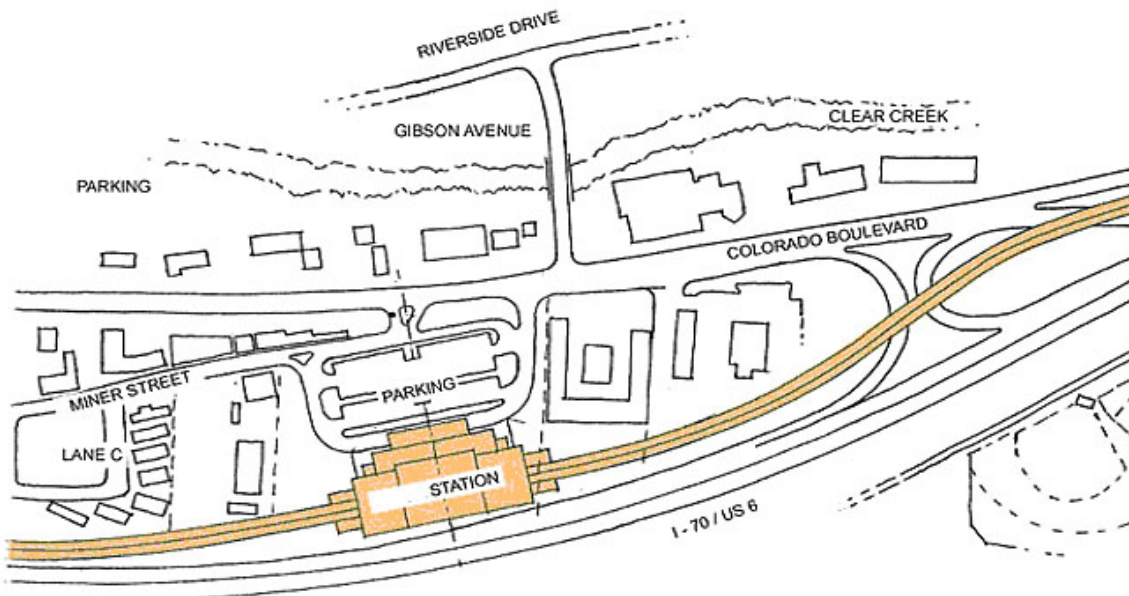 RIVERSIDE DRIVE
GIBSON AVENUE
CLEAR CREEK
PARKING
COLORADO BOULEVARD
MINER STREET
PARKING
LANE C
STATION
I - 70 / US 6